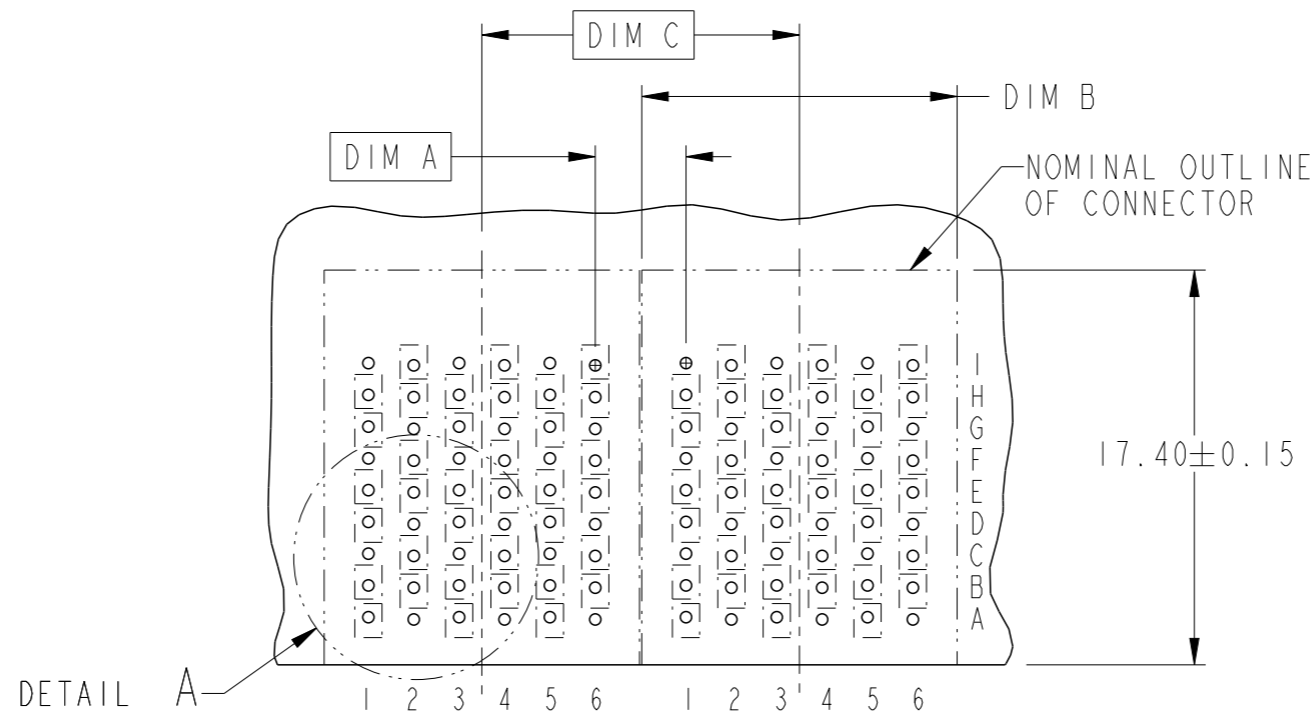 DIM C
DIM B
DIM A
NOMINAL OUTLINE
OF CONNECTOR
I
H
G
F
E
D
C
B
A
17.40±0.15
DETAIL A
1 2 3 4 5 6 1 2 3 4 5 6